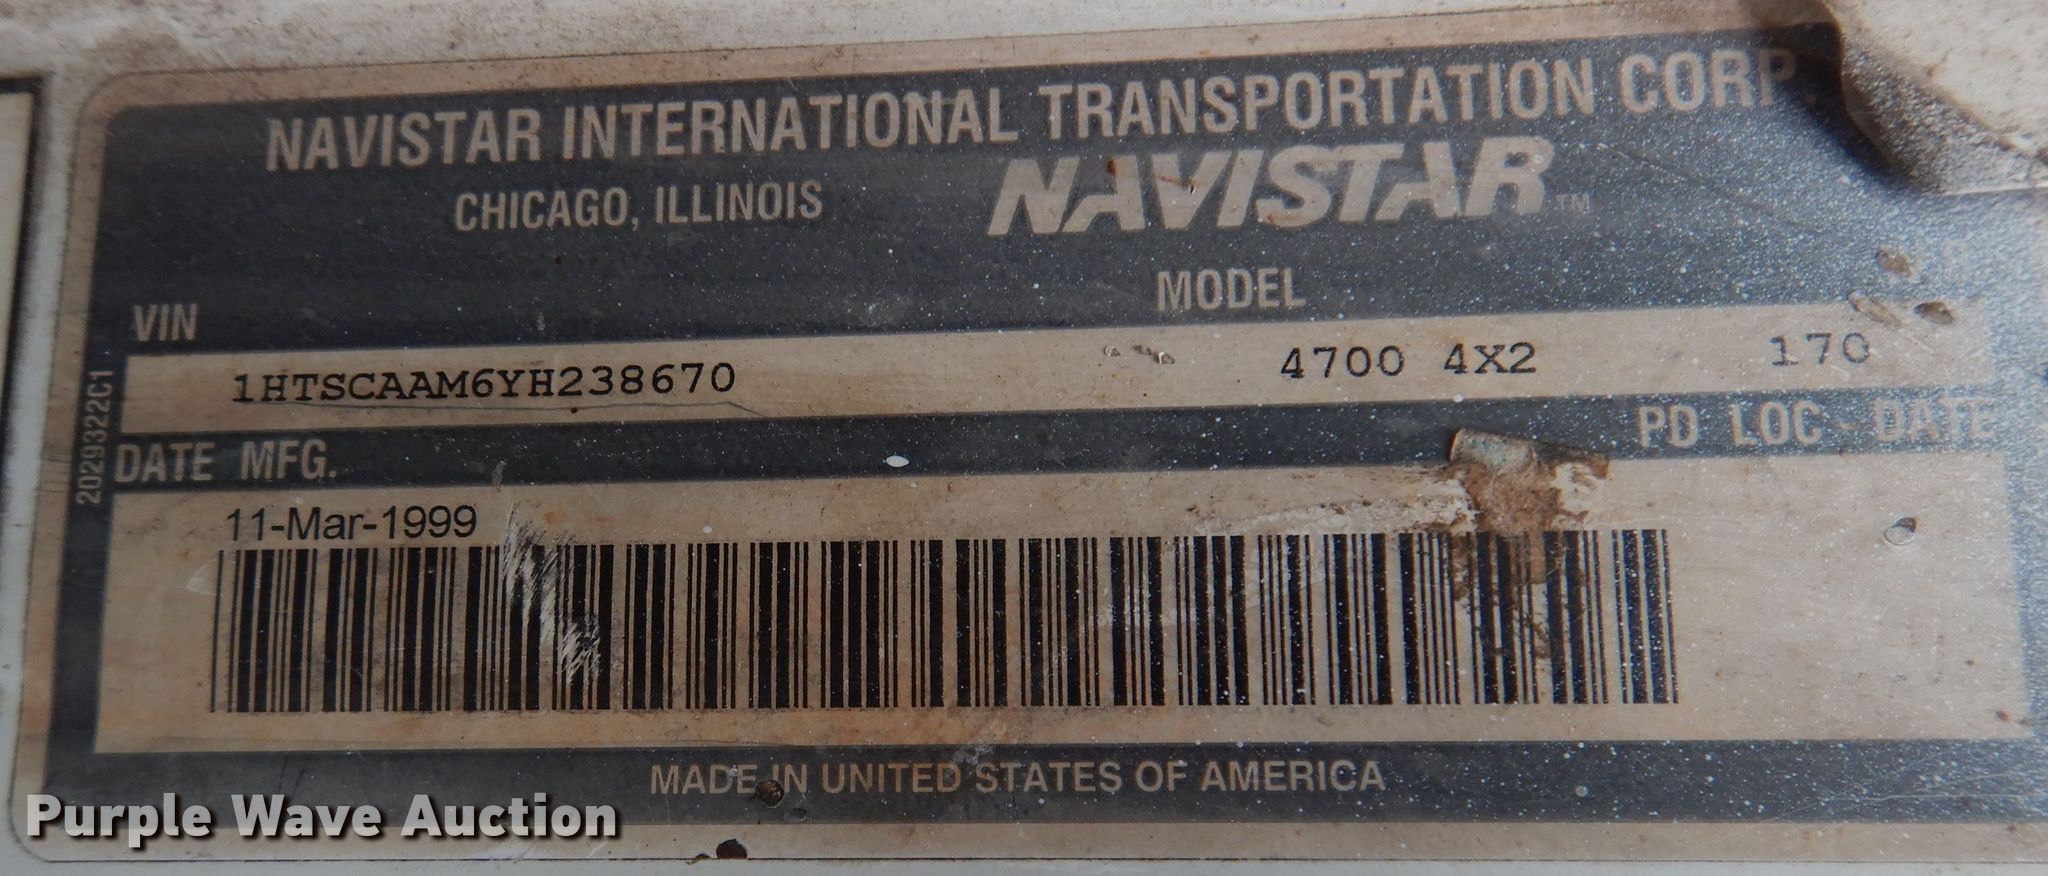 NAVISTAR INTERNATIONAL TRANSPORTATION CORP.
CHICAGO, ILLINOIS
NAVISTAR™
VIN
MODEL
1HTSCAAM6YH238670
4700 4X2
170
DATE MFG.
PD LOC - DATE
11-Mar-1999
2029322C1
MADE IN UNITED STATES OF AMERICA
Purple Wave Auction